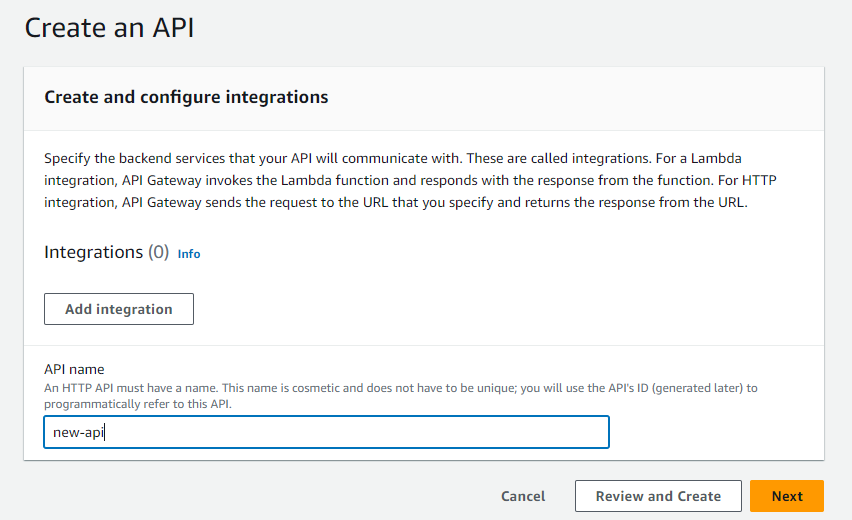 Create an API
Create and configure integrations
Specify the backend services that your API will communicate with. These are called integrations. For a Lambda
integration, API Gateway invokes the Lambda function and responds with the response from the function. For HTTP
integration, API Gateway sends the request to the URL that you specify and returns the response from the URL.
Integrations (0) Info
Add integration
API name
An HTTP API must have a name. This name is cosmetic and does not have to be unique; you will use the API's ID (generated later) to
programmatically refer to this API.
new-api
Cancel Review and Create Next